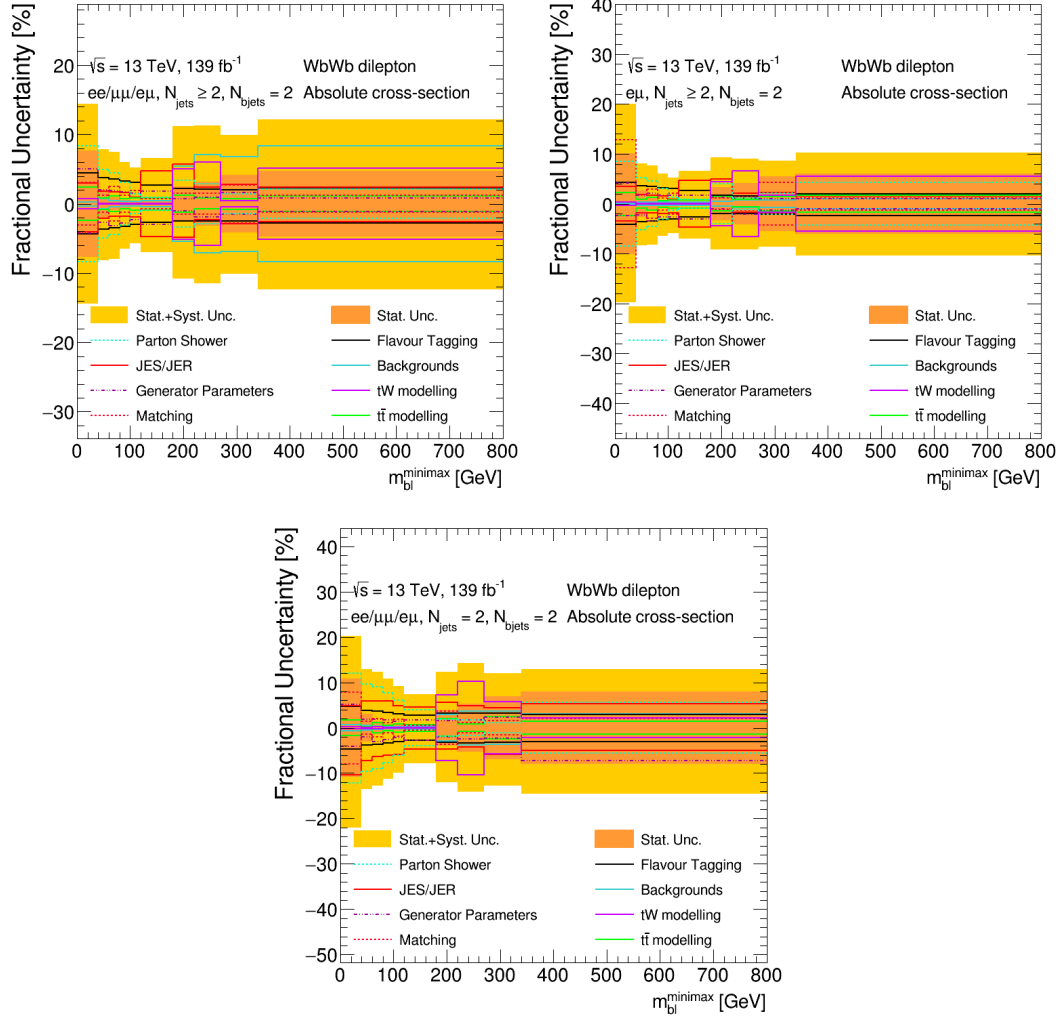 Fractional Uncertainty [%]
20
10
0
−10
−20
−30
√s = 13 TeV, 139 fb⁻¹ WbWb dilepton
ee/μμ/eμ, N_jets ≥ 2, N_bjets = 2 Absolute cross-section
Stat.+Syst. Unc. Stat. Unc.
Parton Shower Flavour Tagging
JES/JER Backgrounds
Generator Parameters tW modelling
Matching tt̄ modelling
0 100 200 300 400 500 600 700 800
m_bl^minimax [GeV]
Fractional Uncertainty [%]
40
30
20
10
0
−10
−20
−30
−40
√s = 13 TeV, 139 fb⁻¹ WbWb dilepton
eμ, N_jets ≥ 2, N_bjets = 2 Absolute cross-section
Stat.+Syst. Unc. Stat. Unc.
Parton Shower Flavour Tagging
JES/JER Backgrounds
Generator Parameters tW modelling
Matching tt̄ modelling
0 100 200 300 400 500 600 700 800
m_bl^minimax [GeV]
Fractional Uncertainty [%]
40
30
20
10
0
−10
−20
−30
−40
−50
√s = 13 TeV, 139 fb⁻¹ WbWb dilepton
ee/μμ/eμ, N_jets = 2, N_bjets = 2 Absolute cross-section
Stat.+Syst. Unc. Stat. Unc.
Parton Shower Flavour Tagging
JES/JER Backgrounds
Generator Parameters tW modelling
Matching tt̄ modelling
0 100 200 300 400 500 600 700 800
m_bl^minimax [GeV]